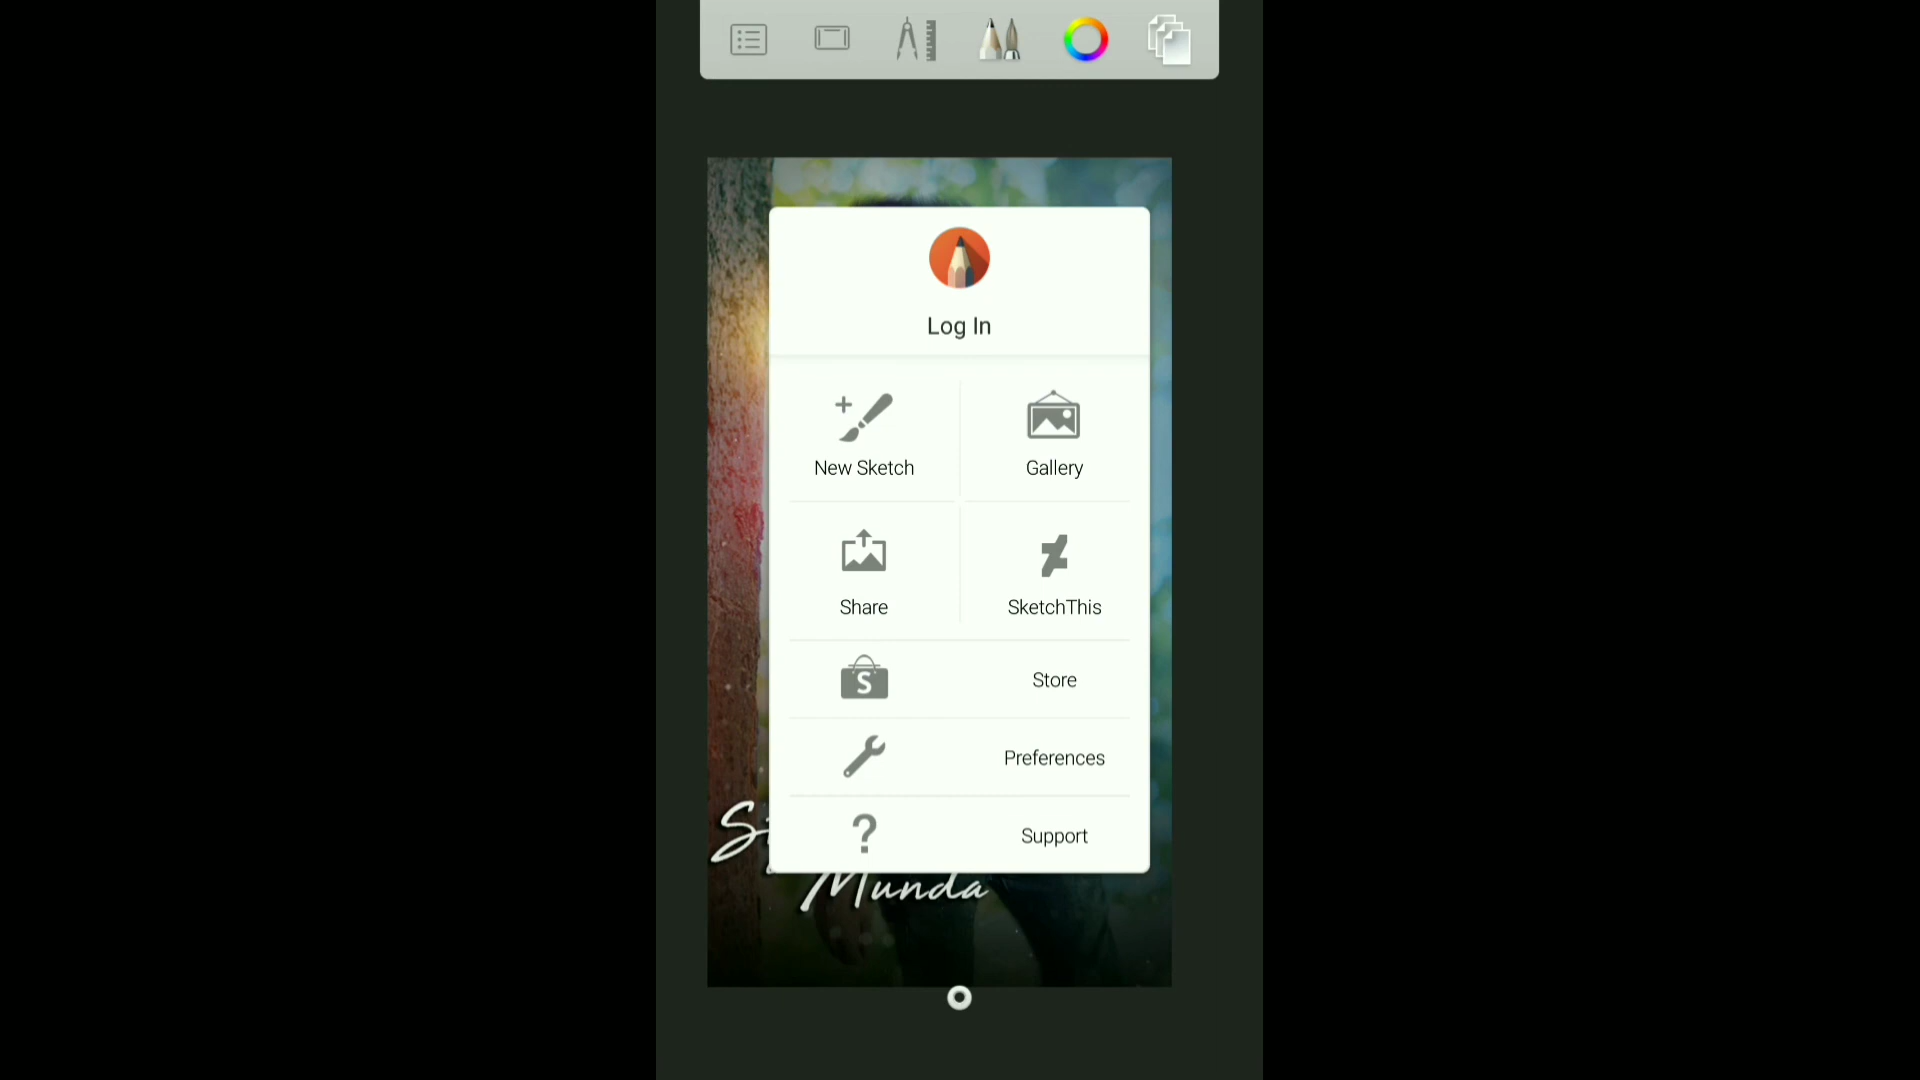 Log In
New Sketch
Gallery
Share
SketchThis
S
Store
Preferences
?
Support
Munda